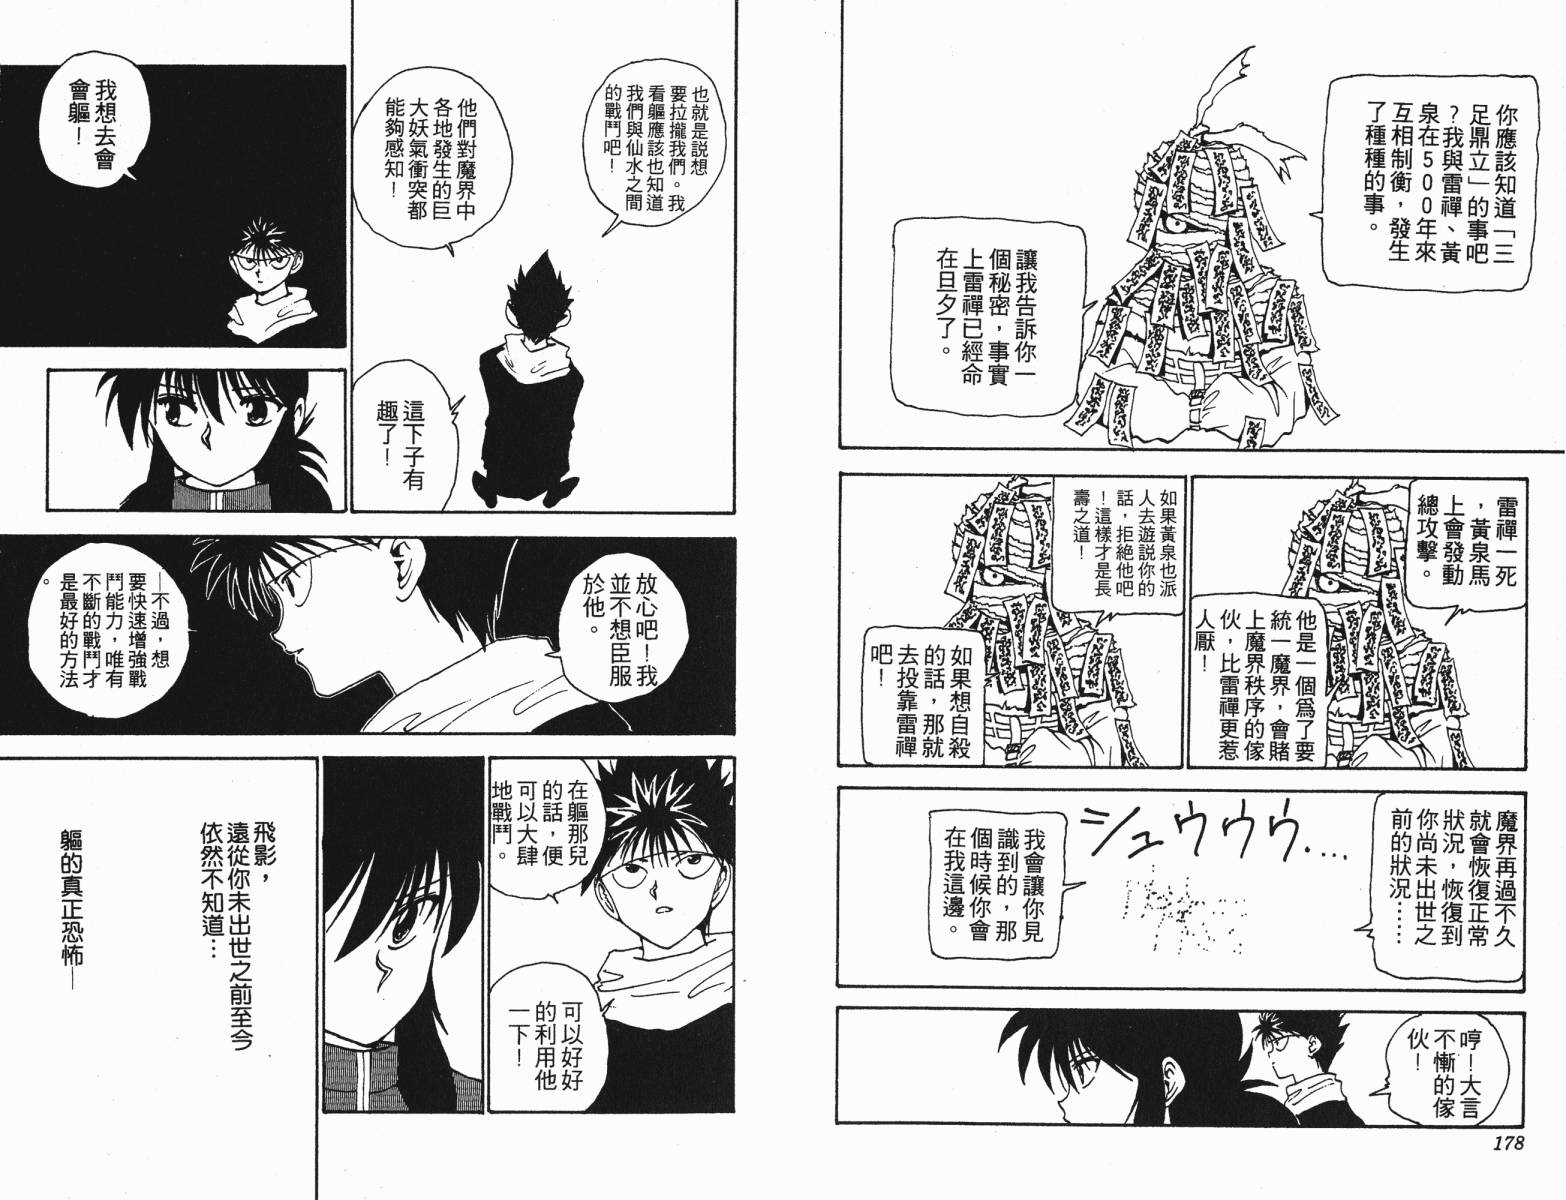 你應該知道「三
足鼎立」的事吧
？我與雷禪、黃
泉在500年來
互相制衡，發生
了種種的事。
讓我告訴你一
個秘密，事實
上雷禪已經命
在旦夕了。
雷禪一死
，黃泉馬
上會發動
總攻擊。
他是一個為了要
統一魔界，會賭
上魔界秩序的傢
伙，比雷禪更惹
人厭！
如果黃泉也派
人去遊說你的
話，拒絕他吧
！這樣才是長
壽之道！
如果想自殺
的話，那就
去投靠雷禪
吧！
魔界再過不久
就會恢復正常
狀況，恢復到
你尚未出世之
前的狀況……
シュウウウ....
我會讓你見
識到的，那
個時候你會
在我這邊。
哼！大言
不慚的傢
伙！
178
也就是說想
要拉攏我們。我
看軀應該也知道
我們與仙水之間
的戰鬥吧！
他們對魔界中
各地發生的巨
大妖氣衝突都
能夠感知！
這下子有
趣了！
我想去會
會軀！
放心吧！我
並不想臣服
於他。
—不過，想
要快速增強戰
鬥能力，唯有
不斷的戰鬥才
是最好的方法
。
在軀那兒
的話，便
可以大肆
地戰鬥。
可以好好
的利用他
一下！
飛影，
遠從你未出世之前至今
依然不知道…
軀的真正恐怖—